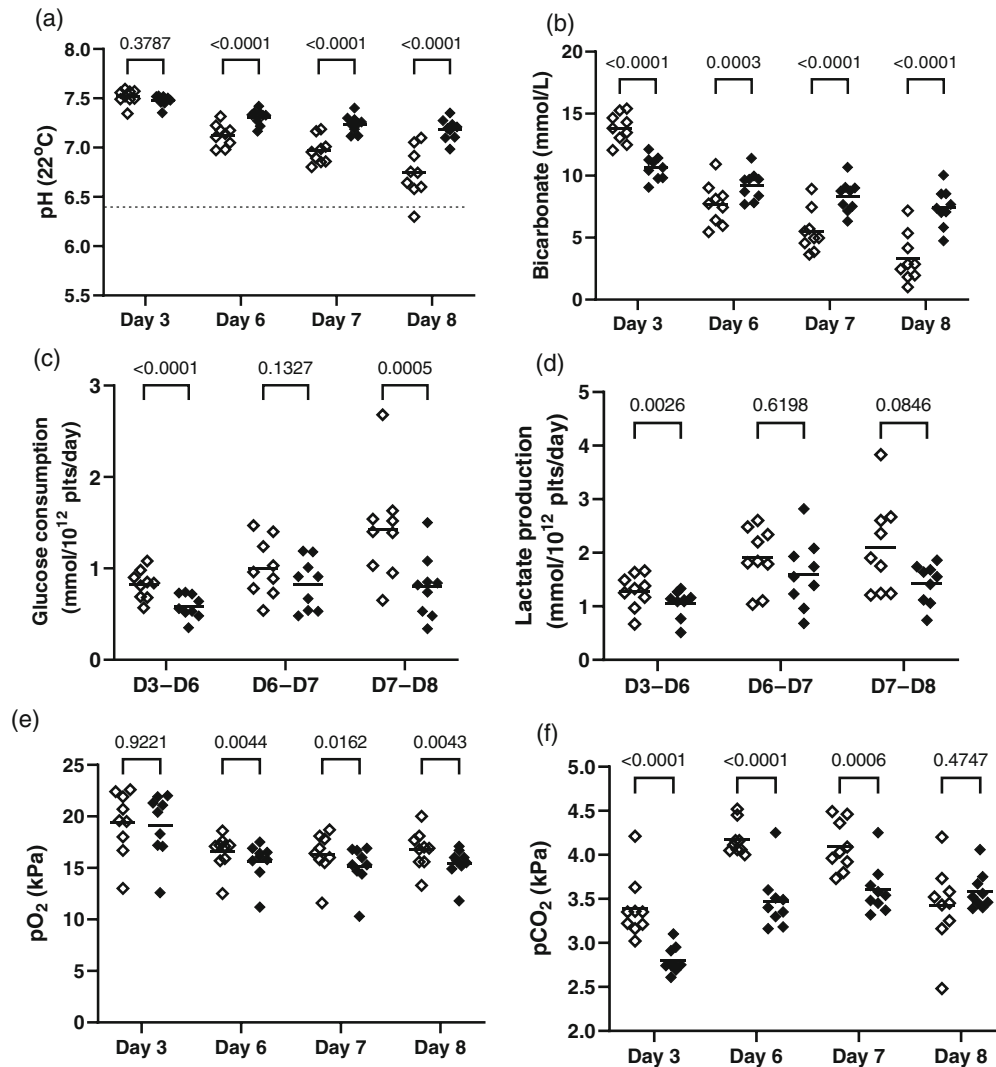 (a)
0.3787 <0.0001 <0.0001 <0.0001
8.0
7.5
7.0
6.5
6.0
5.5
pH (22°C)
Day 3 Day 6 Day 7 Day 8
(b)
<0.0001 0.0003 <0.0001 <0.0001
20
15
10
5
0
Bicarbonate (mmol/L)
Day 3 Day 6 Day 7 Day 8
(c)
<0.0001 0.1327 0.0005
3
2
1
0
Glucose consumption
(mmol/10¹² plts/day)
D3–D6 D6–D7 D7–D8
(d)
0.0026 0.6198 0.0846
5
4
3
2
1
0
Lactate production
(mmol/10¹² plts/day)
D3–D6 D6–D7 D7–D8
(e)
0.9221 0.0044 0.0162 0.0043
25
20
15
10
5
0
pO₂ (kPa)
Day 3 Day 6 Day 7 Day 8
(f)
<0.0001 <0.0001 0.0006 0.4747
5.0
4.5
4.0
3.5
3.0
2.5
2.0
pCO₂ (kPa)
Day 3 Day 6 Day 7 Day 8